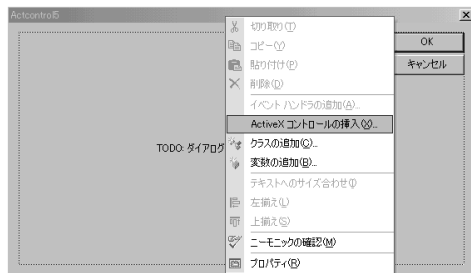 Actcontrol5
切り取り(T)
コピー(Y)
貼り付け(P)
削除(D)
イベント ハンドラの追加(A)...
ActiveX コントロールの挿入(X)...
クラスの追加(C)...
変数の追加(B)...
テキストへのサイズ合わせ(I)
左揃え(L)
上揃え(S)
ニーモニックの確認(M)
プロパティ(R)
TODO: ダイアログ
OK
キャンセル